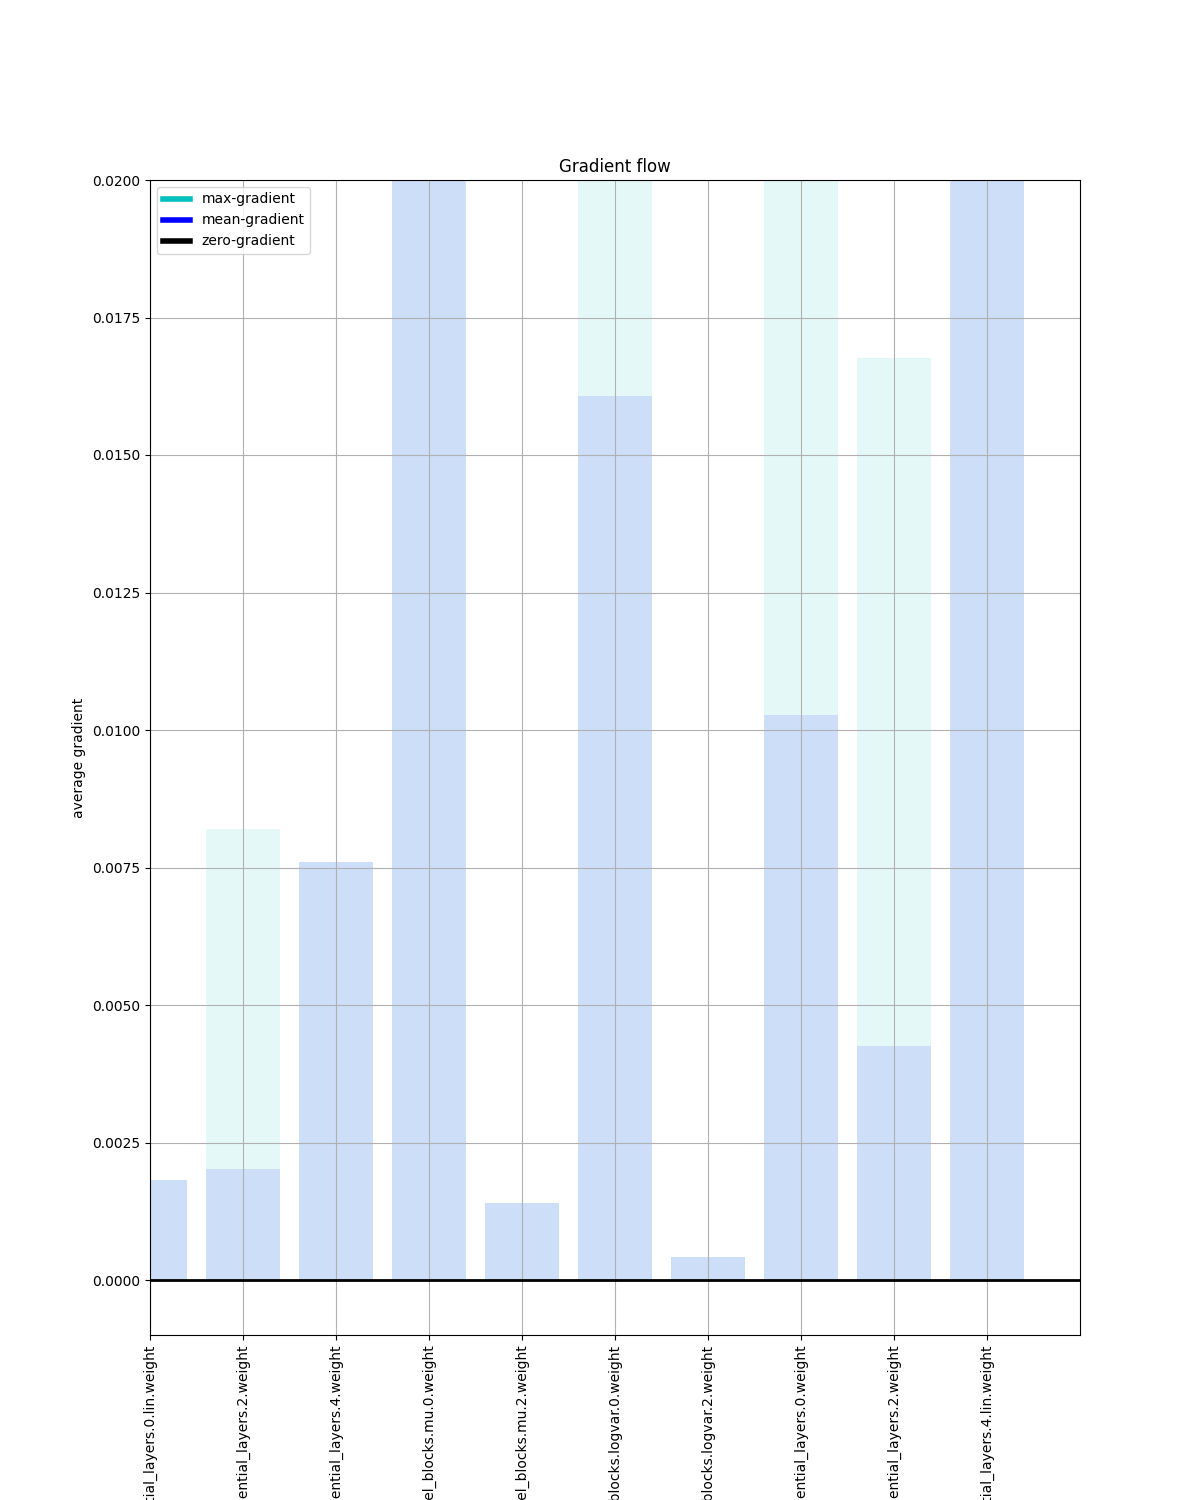 Gradient flow
max-gradient
mean-gradient
zero-gradient
0.0200
0.0175
0.0150
0.0125
0.0100
0.0075
0.0050
0.0025
0.0000
average gradient
tial_layers.0.lin.weight
ential_layers.2.weight
ential_layers.4.weight
el_blocks.mu.0.weight
el_blocks.mu.2.weight
blocks.logvar.0.weight
blocks.logvar.2.weight
ential_layers.0.weight
ential_layers.2.weight
tial_layers.4.lin.weight